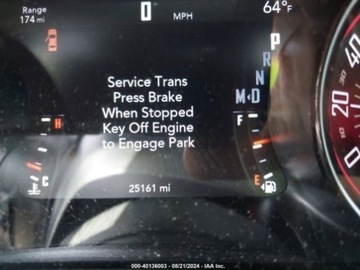 Range
174 mi
0 MPH
64°F
P
R
N
M◄D
Service Trans
Press Brake
When Stopped
Key Off Engine
to Engage Park
H
C
F
E
25161 mi
20
40
000-40136003 - 08/21/2024 - IAA Inc.